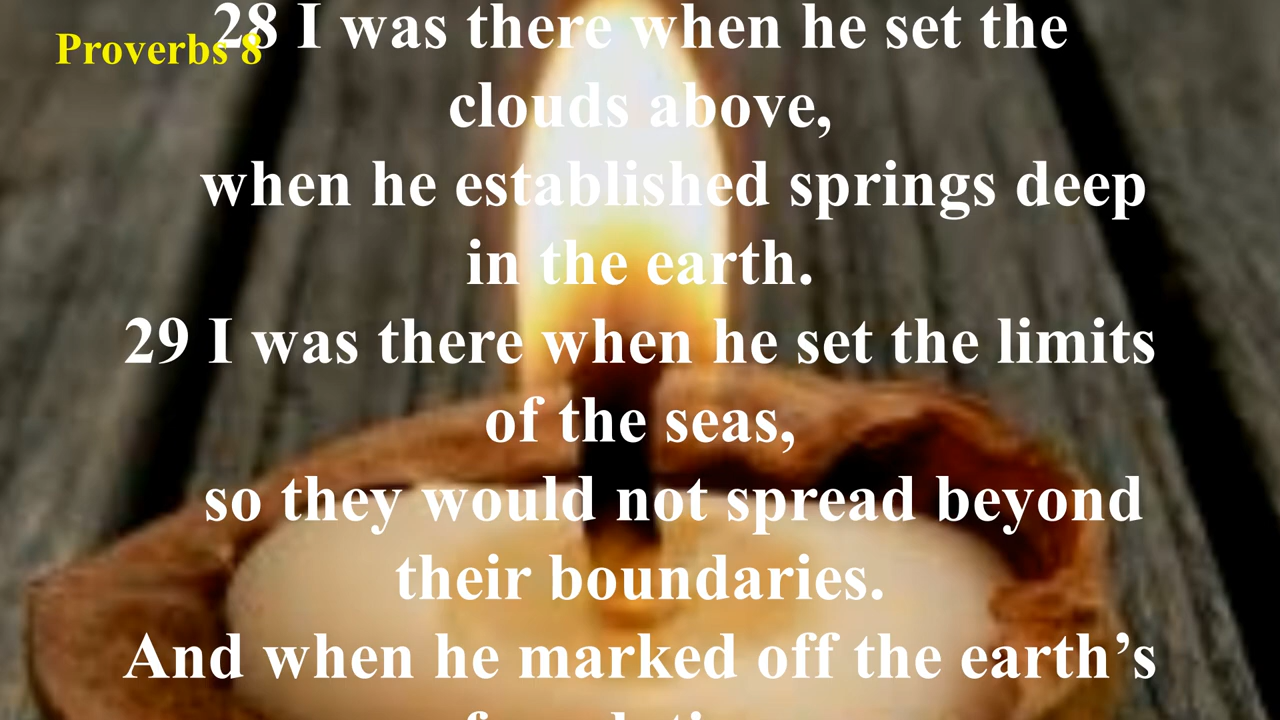 Proverbs 8
28 I was there when he set the
clouds above,
when he established springs deep
in the earth.
29 I was there when he set the limits
of the seas,
so they would not spread beyond
their boundaries.
And when he marked off the earth’s